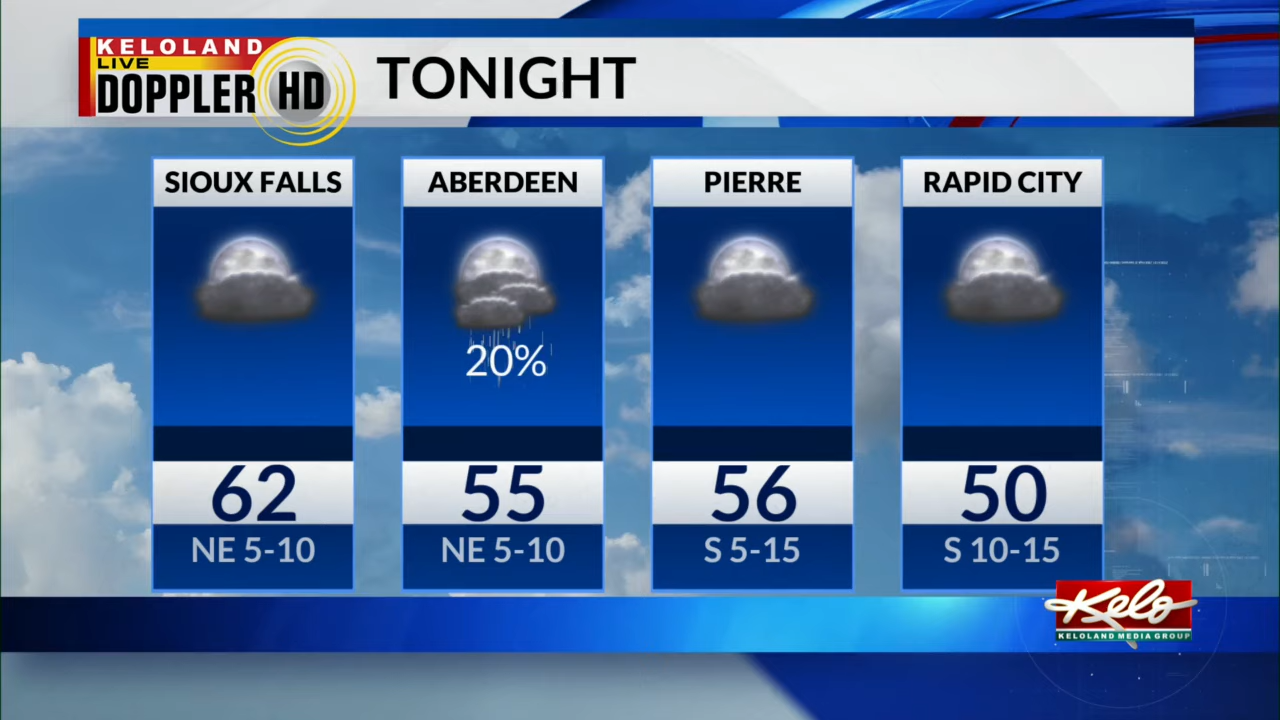 KELOLAND
LIVE
DOPPLER HD
TONIGHT
SIOUX FALLS
ABERDEEN
PIERRE
RAPID CITY
20%
62
55
56
50
NE 5-10
NE 5-10
S 5-15
S 10-15
Kelo
KELOLAND MEDIA GROUP